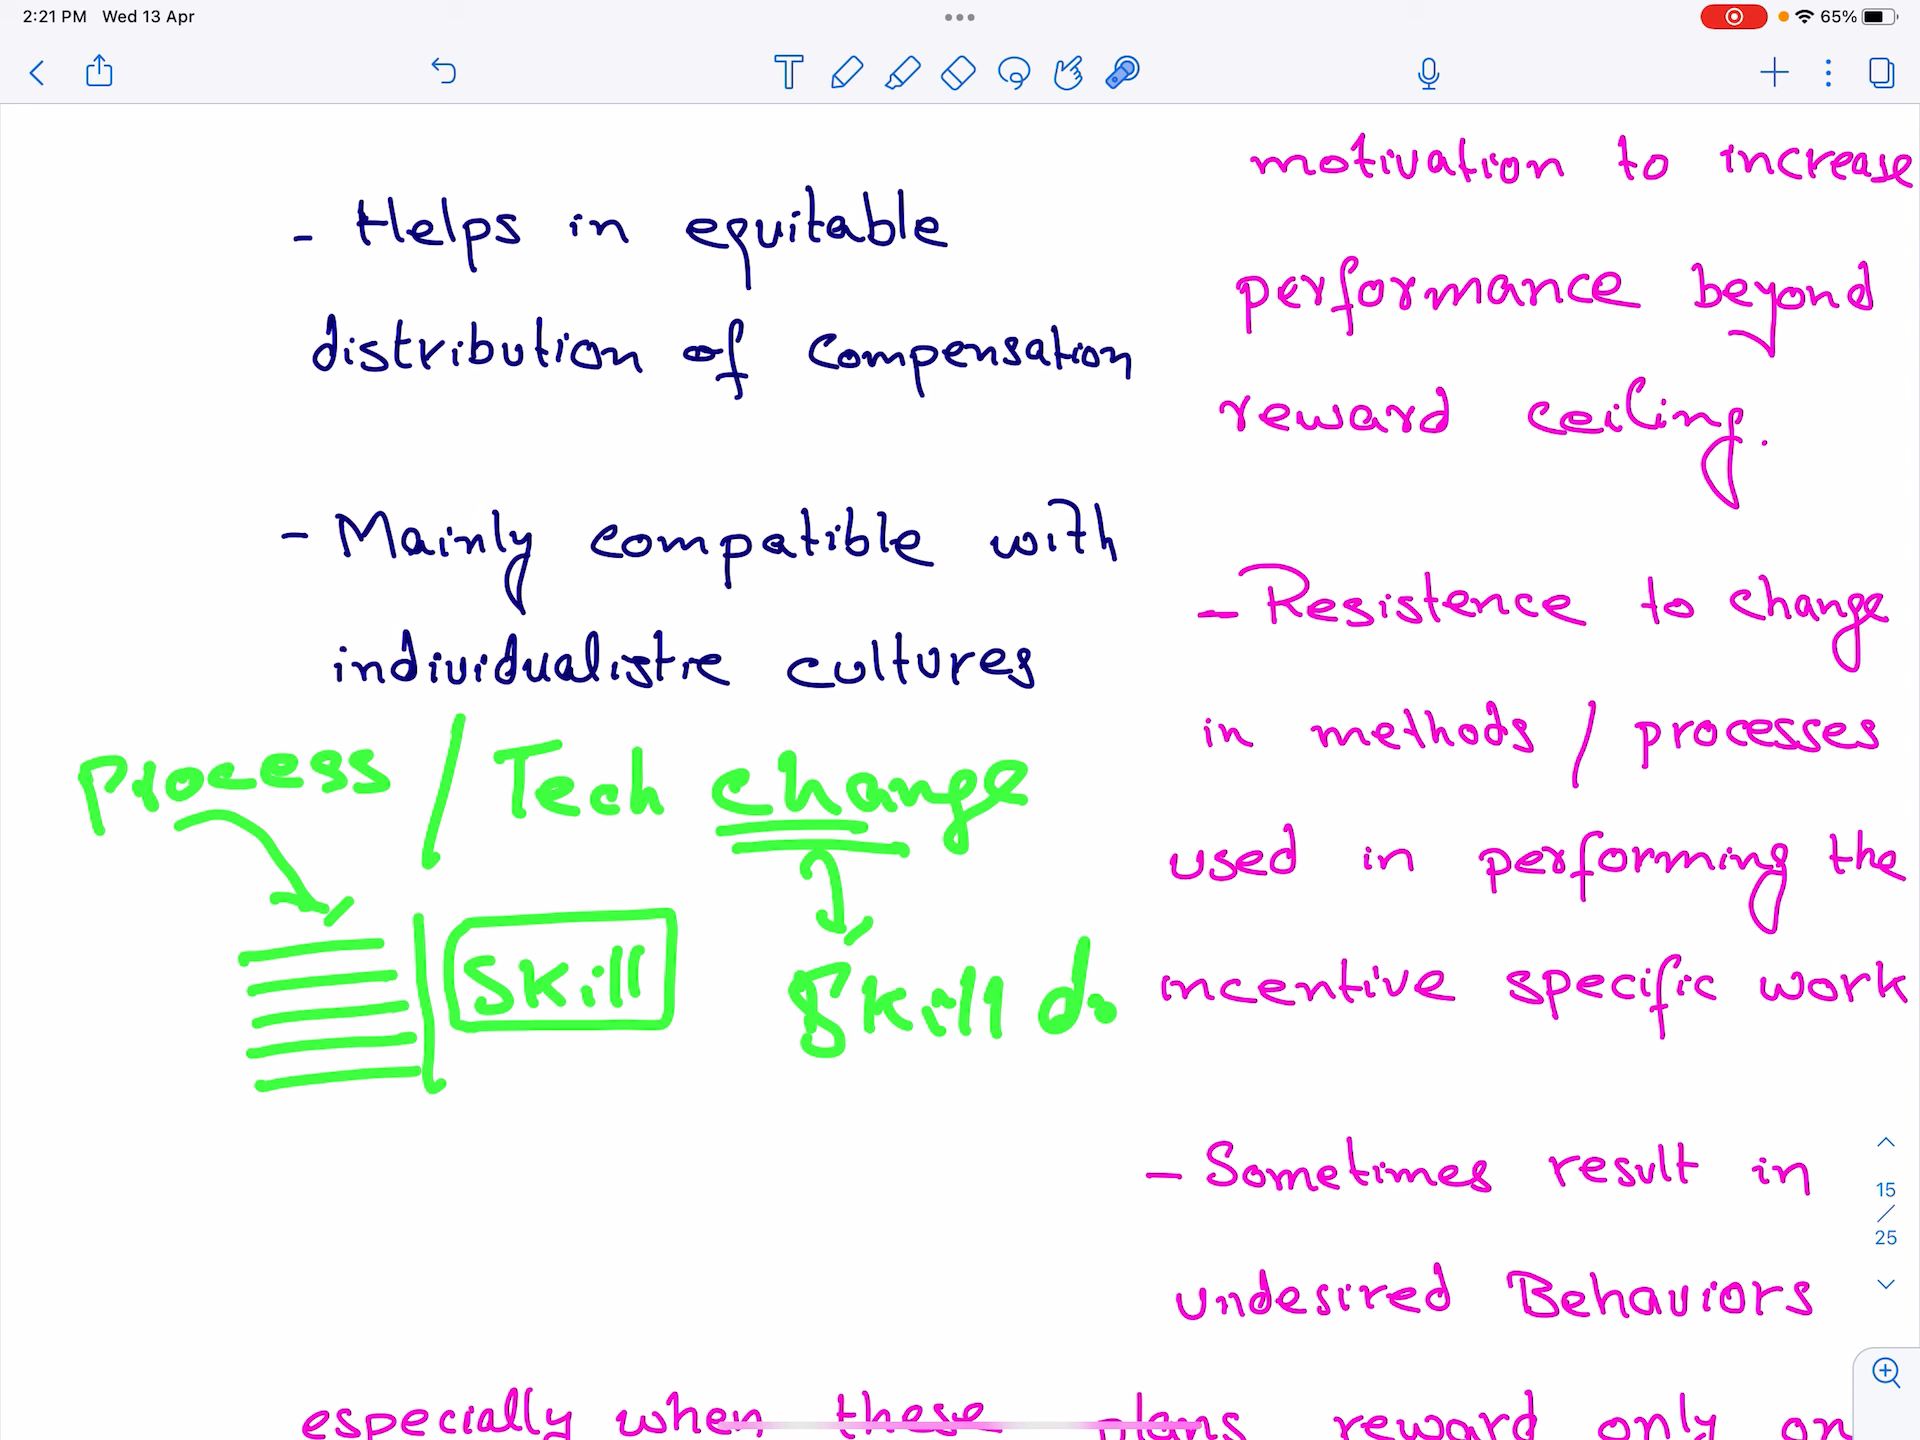 2:21 PM Wed 13 Apr
65%
- Helps in equitable
distribution of compensation
- Mainly compatible with
individualistic cultures
Process / Tech change
Skill
Skill do
motivation to increase
performance beyond
reward ceiling.
- Resistence to change
in methods / processes
used in performing the
incentive specific work
- Sometimes result in
undesired Behaviors
especially when these plans reward only on
15
/
25